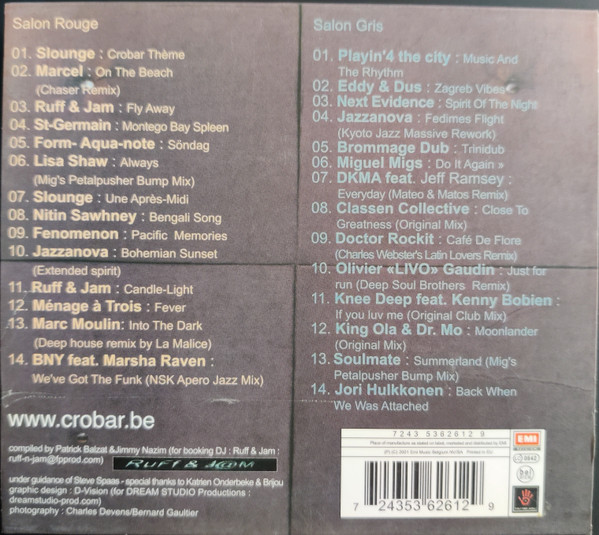 Salon Rouge
01. Slounge : Crobar Thème
02. Marcel : On The Beach
(Chaser Remix)
03. Ruff & Jam : Fly Away
04. St-Germain : Montego Bay Spleen
05. Form- Aqua-note : Söndag
06. Lisa Shaw : Always
(Mig's Petalpusher Bump Mix)
07. Slounge : Une Après-Midi
08. Nitin Sawhney : Bengali Song
09. Fenomenon : Pacific Memories
10. Jazzanova : Bohemian Sunset
(Extended spirit)
11. Ruff & Jam : Candle-Light
12. Ménage à Trois : Fever
13. Marc Moulin: Into The Dark
(Deep house remix by La Malice)
14. BNY feat. Marsha Raven :
We've Got The Funk (NSK Apero Jazz Mix)
www.crobar.be
compiled by Patrick Balzat &Jimmy Nazim (for booking DJ : Ruff & Jam :
ruff-n-jam@fpprod.com)
RUFF & JAM
under guidance of Steve Spaas - special thanks to Katrien Onderbeke & Brijou
graphic design : D-Vision (for DREAM STUDIO Productions :
dreamstudio-prod.com)
photography : Charles Devens/Bernard Gaultier
Salon Gris
01. Playin'4 the city : Music And
The Rhythm
02. Eddy & Dus : Zagreb Vibes
03. Next Evidence : Spirit Of The Night
04. Jazzanova : Fedimes Flight
(Kyoto Jazz Massive Rework)
05. Brommage Dub : Trinidub
06. Miguel Migs : Do It Again »
07. DKMA feat. Jeff Ramsey :
Everyday (Mateo & Matos Remix)
08. Classen Collective : Close To
Greatness (Original Mix)
09. Doctor Rockit : Café De Flore
(Charles Webster's Latin Lovers Remix)
10. Olivier «LIVO» Gaudin : Just for
run (Deep Soul Brothers Remix)
11. Knee Deep feat. Kenny Bobien :
If you luv me (Original Club Mix)
12. King Ola & Dr. Mo : Moonlander
(Original Mix)
13. Soulmate : Summerland (Mig's
Petalpusher Bump Mix)
14. Jori Hulkkonen : Back When
We Was Attached
7243 5362612 9
EMI
7 24353 62612 9